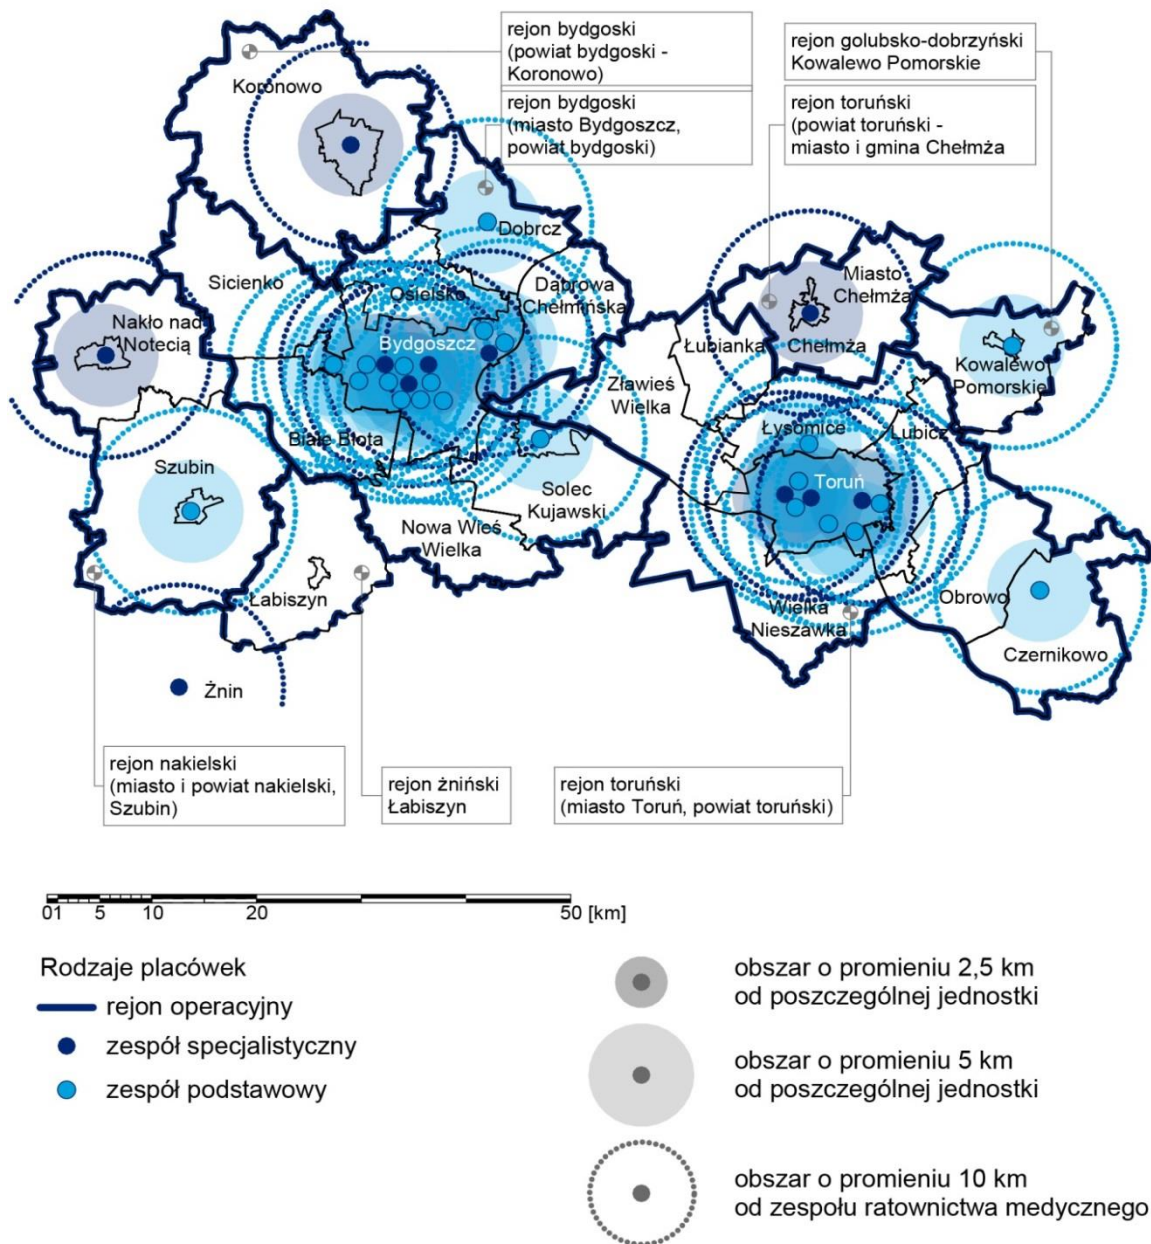 rejon bydgoski
(powiat bydgoski -
Koronowo)
rejon bydgoski
(miasto Bydgoszcz,
powiat bydgoski)
rejon golubsko-dobrzyński
Kowalewo Pomorskie
rejon toruński
(powiat toruński -
miasto i gmina Chełmża
Koronowo
Dobrcz
Sicienko
Osielsko
Dąbrowa
Chełmińska
Miasto
Chełmża
Nakło nad
Notecią
Bydgoszcz
Łubianka
Chełmża
Kowalewo
Pomorskie
Zławieś
Wielka
Białe Błota
Łysomice
Lubicz
Szubin
Toruń
Solec
Kujawski
Nowa Wieś
Wielka
Łabiszyn
Wielka
Nieszawka
Obrowo
Czernikowo
Żnin
rejon nakielski
(miasto i powiat nakielski,
Szubin)
rejon żniński
Łabiszyn
rejon toruński
(miasto Toruń, powiat toruński)
01 5 10 20 50 [km]
Rodzaje placówek
rejon operacyjny
zespół specjalistyczny
zespół podstawowy
obszar o promieniu 2,5 km
od poszczególnej jednostki
obszar o promieniu 5 km
od poszczególnej jednostki
obszar o promieniu 10 km
od zespołu ratownictwa medycznego